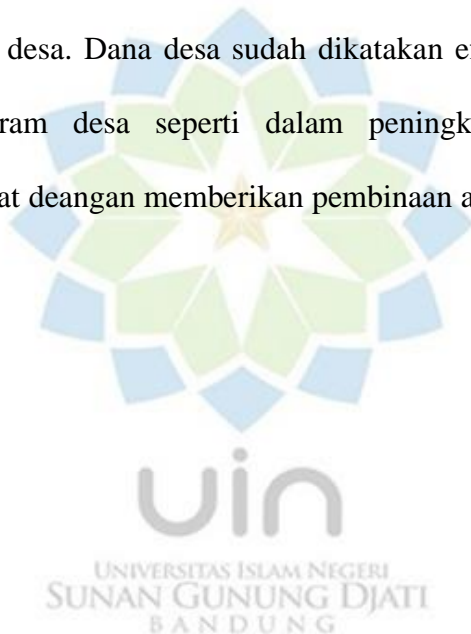 desa. Dana desa sudah dikatakan
ram desa seperti dalam peningk
at deangan memberikan pembinaan a
uin
UNIVERSITAS ISLAM NEGERI
SUNAN GUNUNG DJATI
BANDUNG